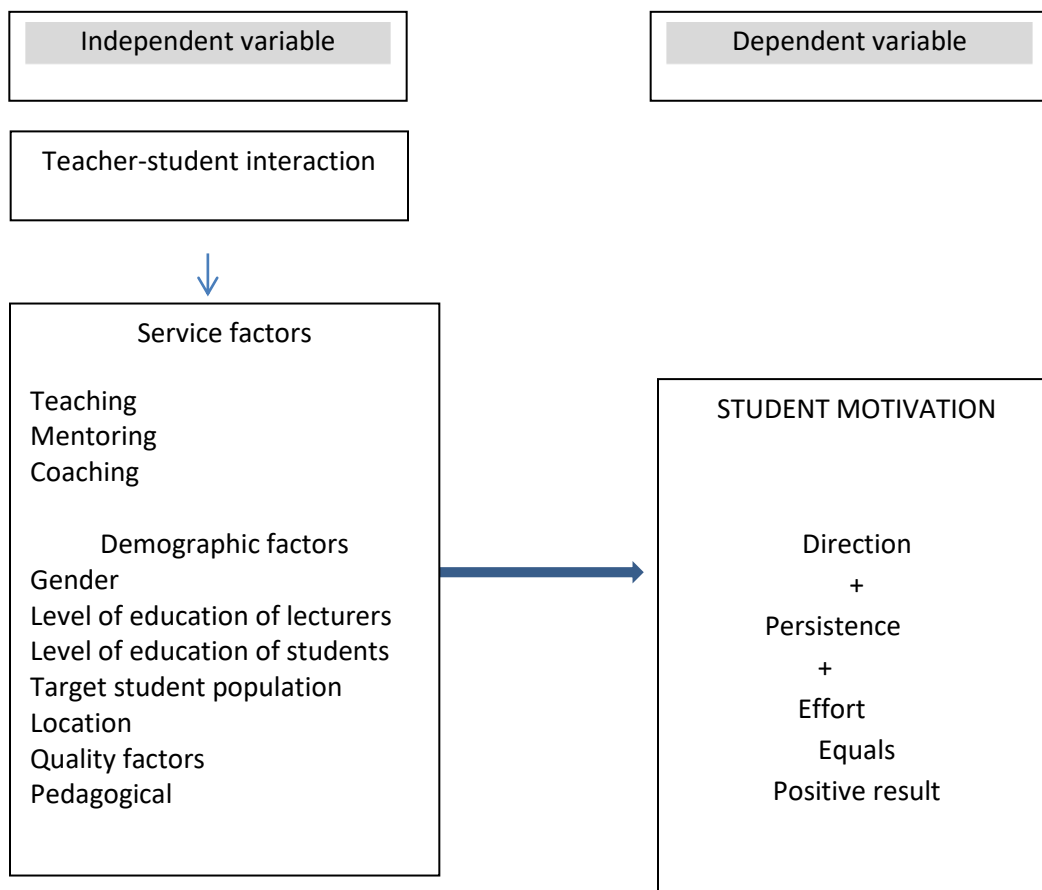 Independent variable
Dependent variable
Teacher-student interaction
Service factors
Teaching
Mentoring
Coaching
Demographic factors
Gender
Level of education of lecturers
Level of education of students
Target student population
Location
Quality factors
Pedagogical
STUDENT MOTIVATION
Direction
+
Persistence
+
Effort
Equals
Positive result